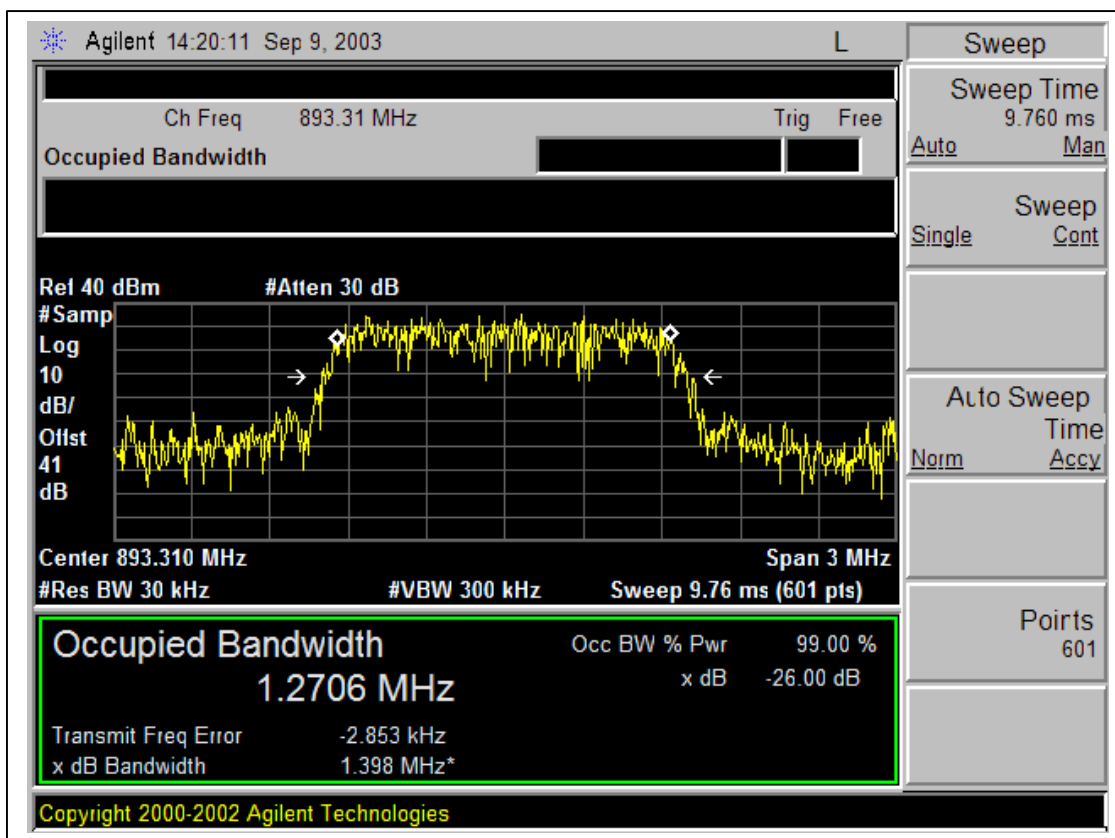 Agilent 14:20:11 Sep 9, 2003 L
Ch Freq 893.31 MHz Trig Free
Occupied Bandwidth
Ref 40 dBm #Atten 30 dB
#Samp
Log
10
dB/
Offst
41
dB
Center 893.310 MHz Span 3 MHz
#Res BW 30 kHz #VBW 300 kHz Sweep 9.76 ms (601 pts)
Occupied Bandwidth
1.2706 MHz
Occ BW % Pwr 99.00 %
x dB -26.00 dB
Transmit Freq Error -2.853 kHz
x dB Bandwidth 1.398 MHz*
Copyright 2000-2002 Agilent Technologies
Sweep
Sweep Time
9.760 ms
Auto Man
Sweep
Single Cont
Auto Sweep
Time
Norm Accy
Points
601